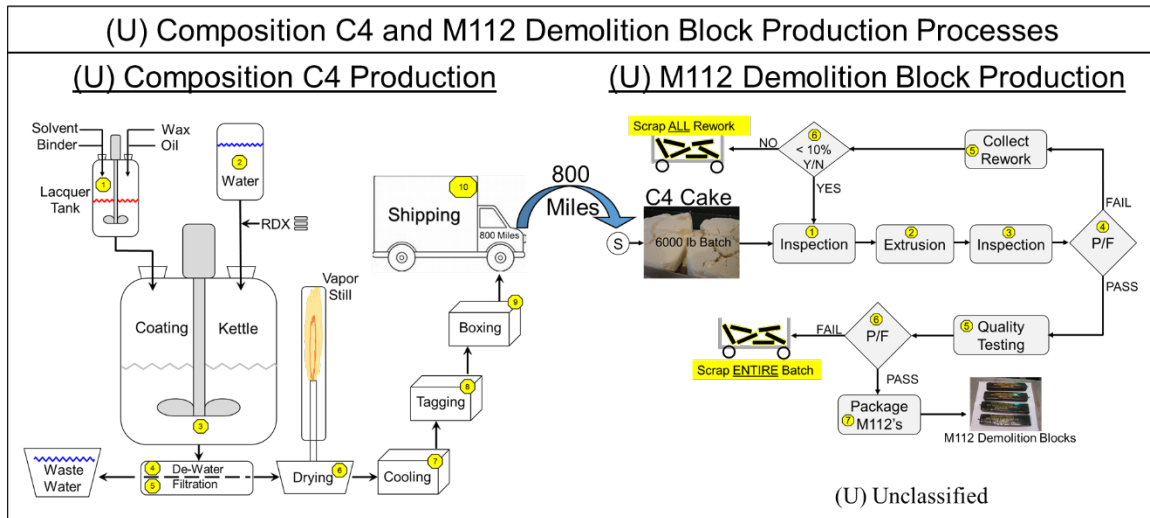 (U) Composition C4 and M112 Demolition Block Production Processes
(U) Composition C4 Production
Solvent
Binder
Wax
Oil
1
Lacquer
Tank
2
Water
RDX
Coating
Kettle
3
4
De-Water
5
Filtration
Waste
Water
Vapor
Still
Drying
6
7
Cooling
8
Tagging
9
Boxing
10
Shipping
800 Miles
800
Miles
(U) M112 Demolition Block Production
S
C4 Cake
6000 lb Batch
1
Inspection
2
Extrusion
3
Inspection
4
P/F
FAIL
5
Collect
Rework
6
< 10%
Y/N
NO
YES
Scrap ALL Rework
PASS
5
Quality
Testing
6
P/F
FAIL
Scrap ENTIRE Batch
PASS
7
Package
M112's
M112 Demolition Blocks
(U) Unclassified